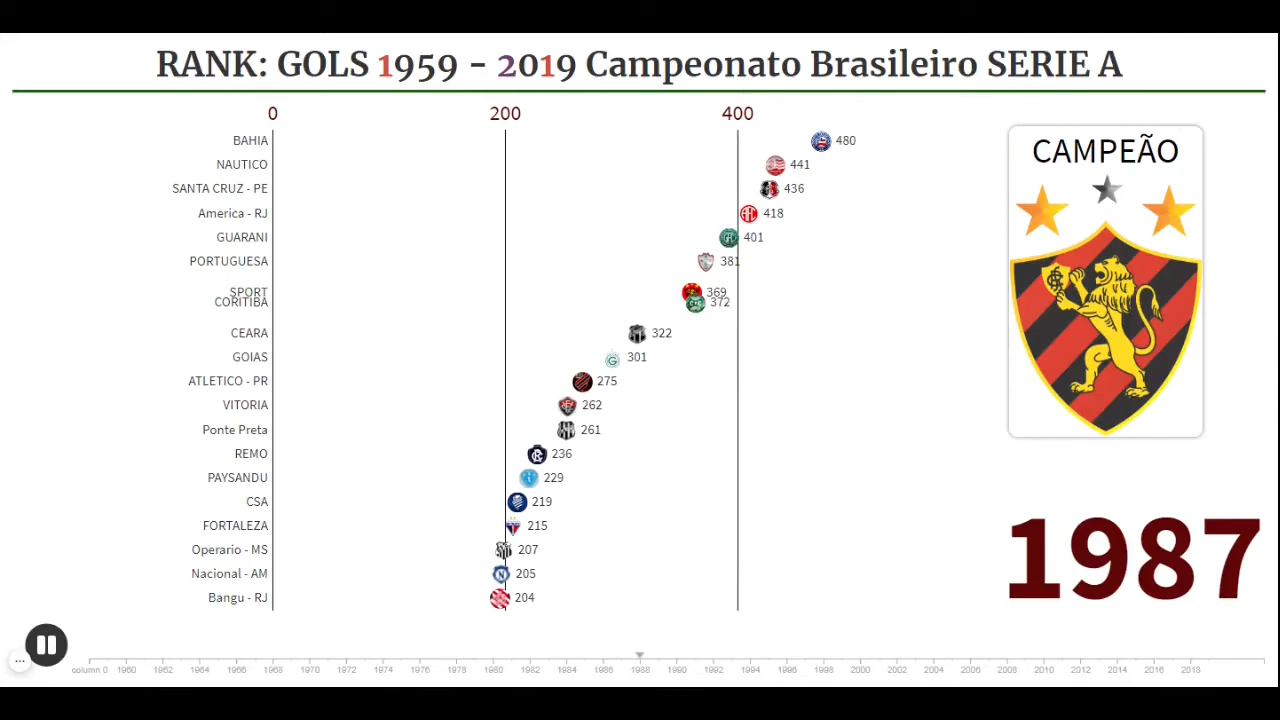 RANK: GOLS 1959 - 2019 Campeonato Brasileiro SERIE A
0 200 400
BAHIA 480
NAUTICO 441
SANTA CRUZ - PE 436
America - RJ 418
GUARANI 401
PORTUGUESA 381
SPORT 369
CORITIBA 372
CEARA 322
GOIAS 301
ATLETICO - PR 275
VITORIA 262
Ponte Preta 261
REMO 236
PAYSANDU 229
CSA 219
FORTALEZA 215
Operario - MS 207
Nacional - AM 205
Bangu - RJ 204
CAMPEÃO
1987
...
column 0 1960 1962 1964 1966 1968 1970 1972 1974 1976 1978 1980 1982 1984 1986 1988 1990 1992 1994 1996 1998 2000 2002 2004 2006 2008 2010 2012 2014 2016 2018